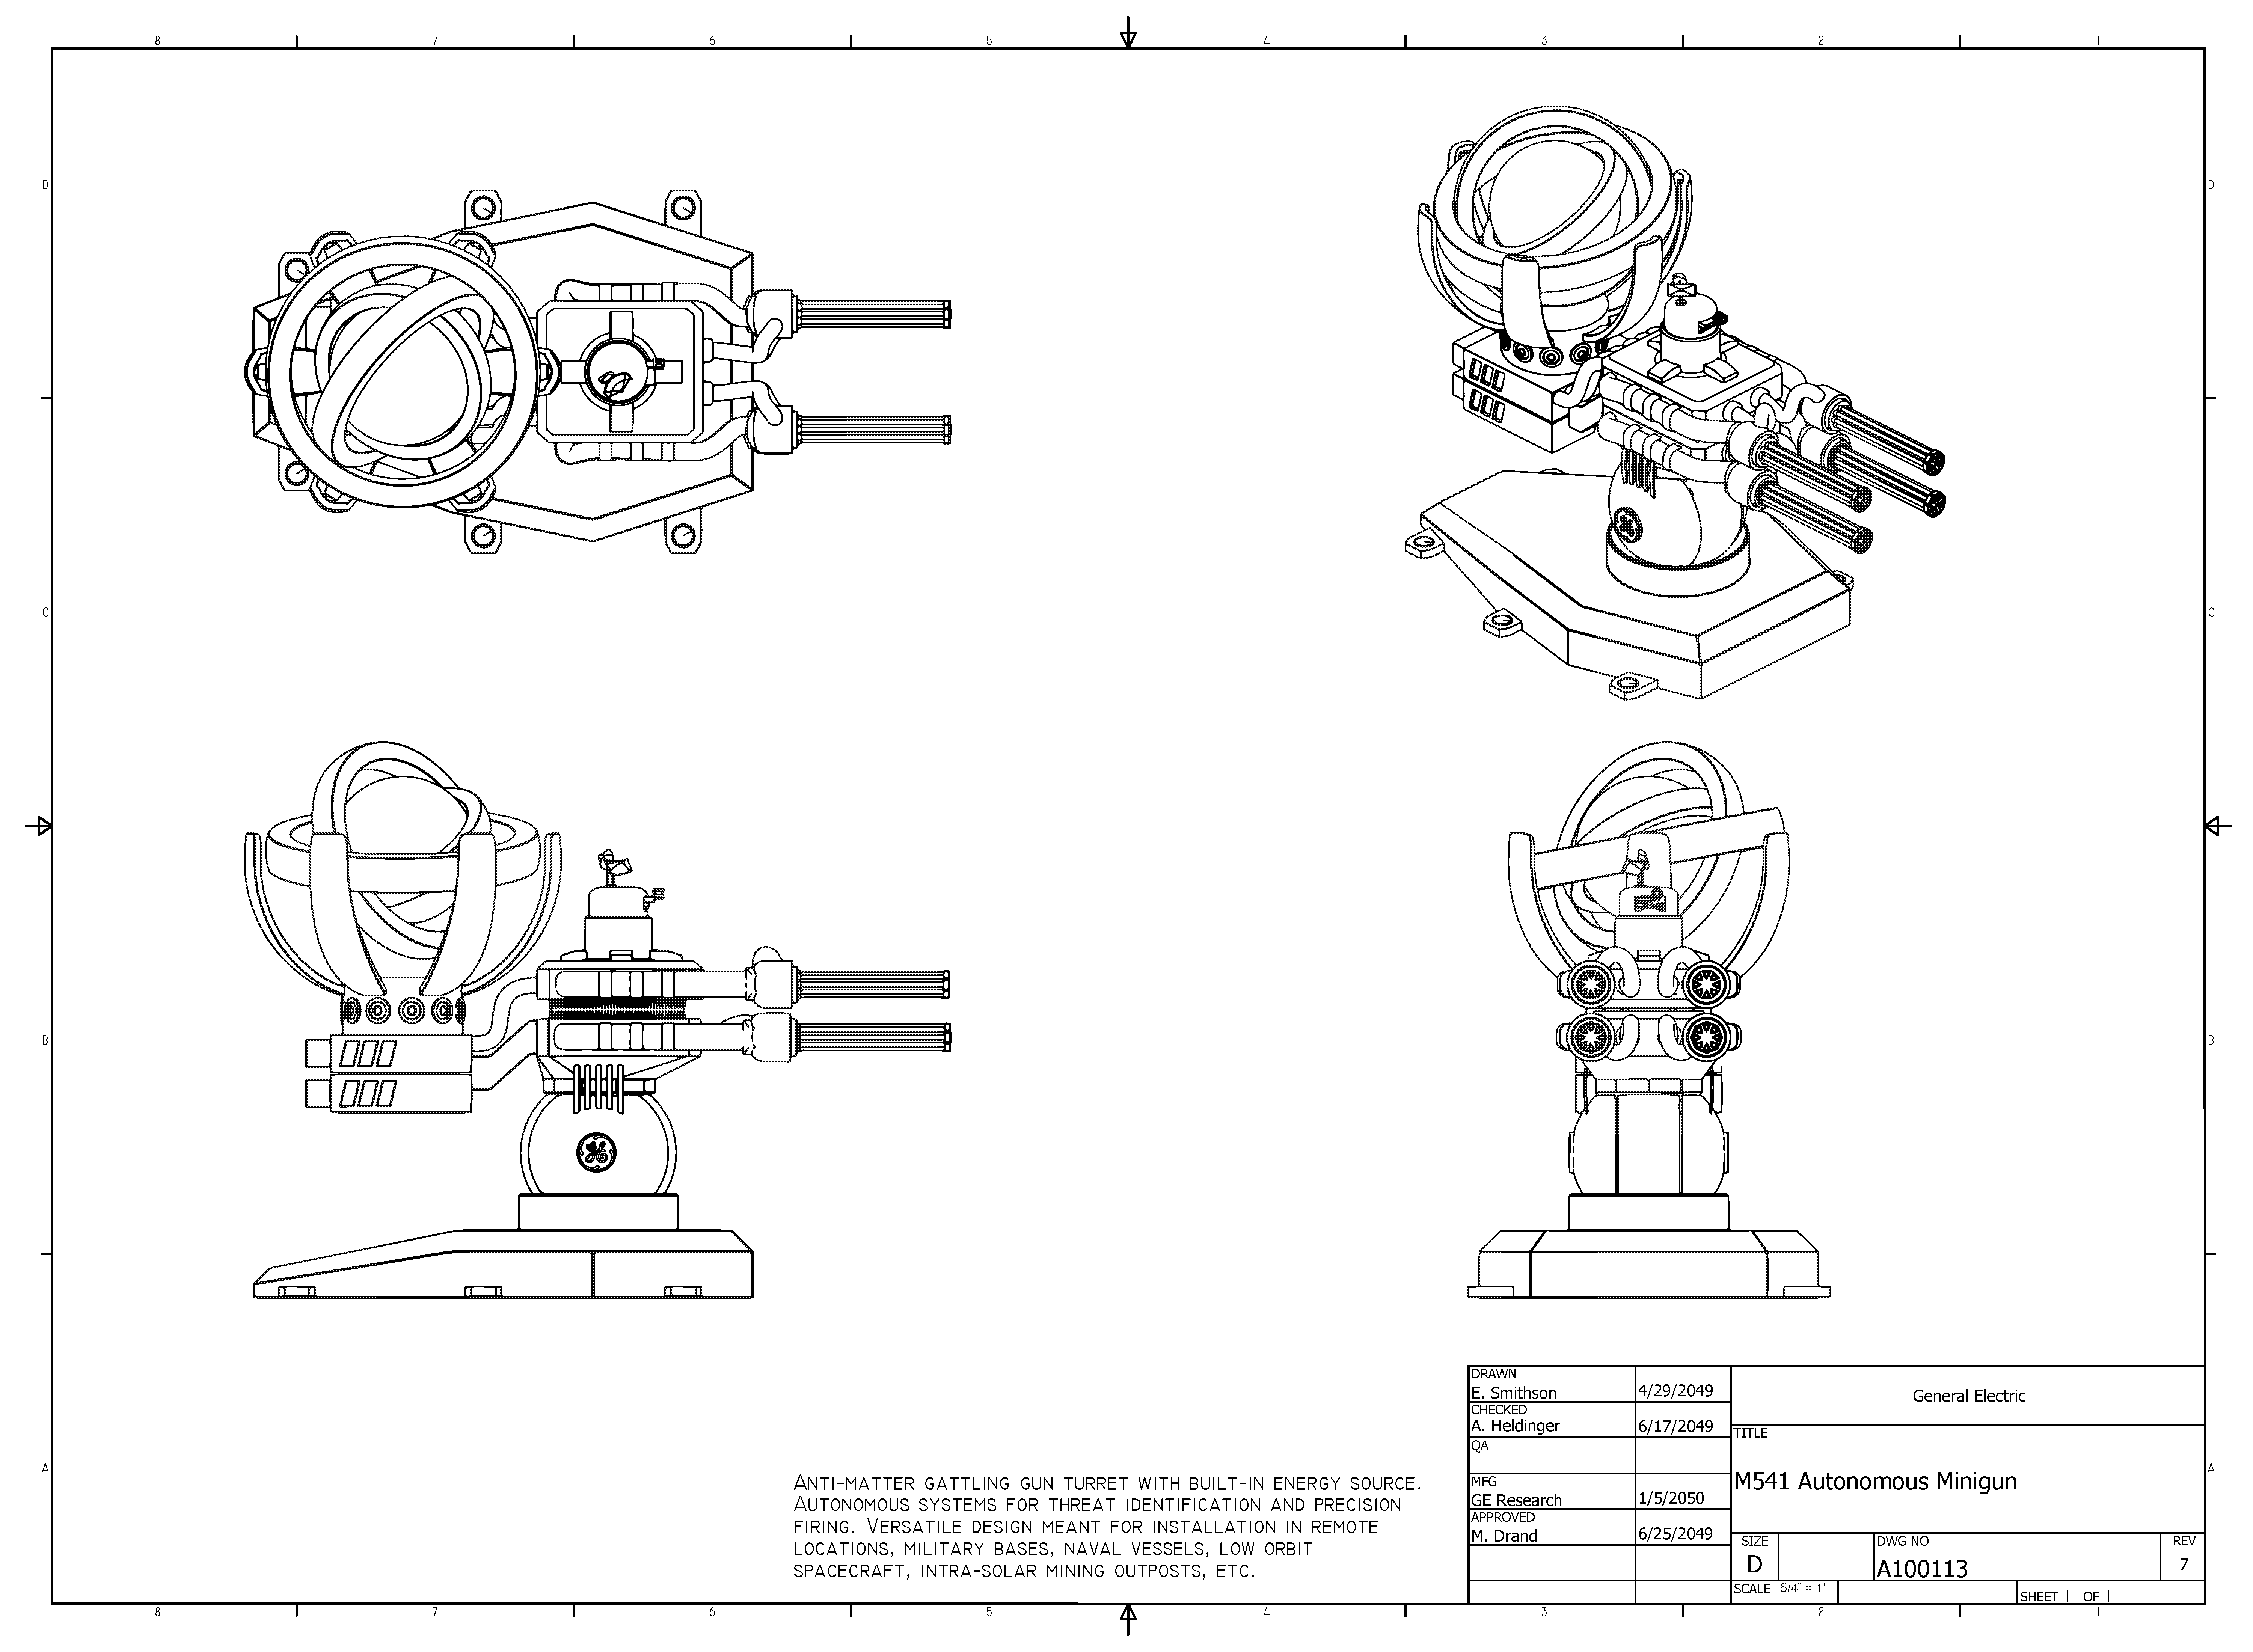 8 7 6 5 4 3 2 1
D D
C C
B B
A A
ANTI-MATTER GATTLING GUN TURRET WITH BUILT-IN ENERGY SOURCE.
AUTONOMOUS SYSTEMS FOR THREAT IDENTIFICATION AND PRECISION
FIRING. VERSATILE DESIGN MEANT FOR INSTALLATION IN REMOTE
LOCATIONS, MILITARY BASES, NAVAL VESSELS, LOW ORBIT
SPACECRAFT, INTRA-SOLAR MINING OUTPOSTS, ETC.
DRAWN
E. Smithson 4/29/2049
CHECKED
A. Heldinger 6/17/2049
QA
MFG
GE Research 1/5/2050
APPROVED
M. Drand 6/25/2049
General Electric
TITLE
M541 Autonomous Minigun
SIZE
D
DWG NO
A100113
REV
7
SCALE 5/4" = 1'
SHEET 1 OF 1
8 7 6 5 4 3 2 1